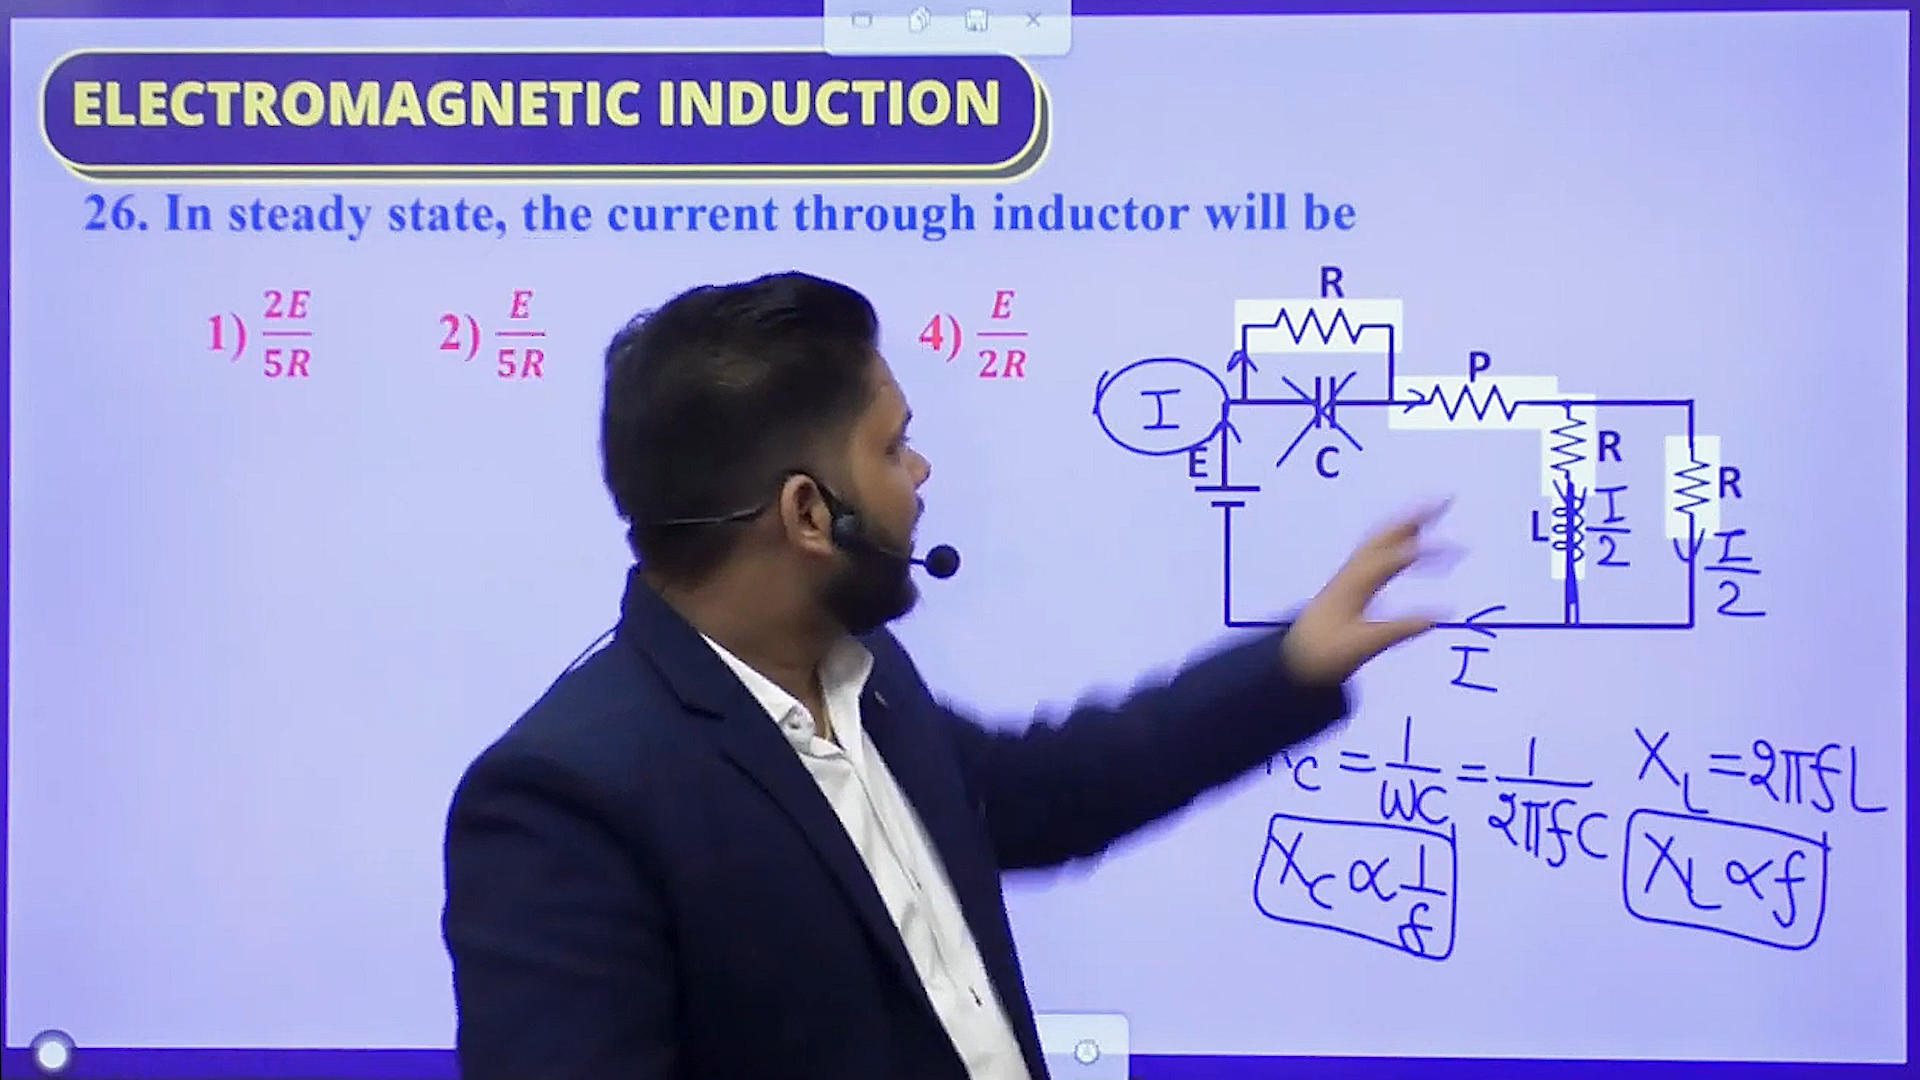 ELECTROMAGNETIC INDUCTION
26. In steady state, the current through inductor will be
1) 2E/5R 2) E/5R 4) E/2R
R
I
P
E
C
R
R
L
I/2
I/2
I
C = 1/WC = 1/2πfC
X_L = 2πfL
X_C ∝ 1/f
X_L ∝ f